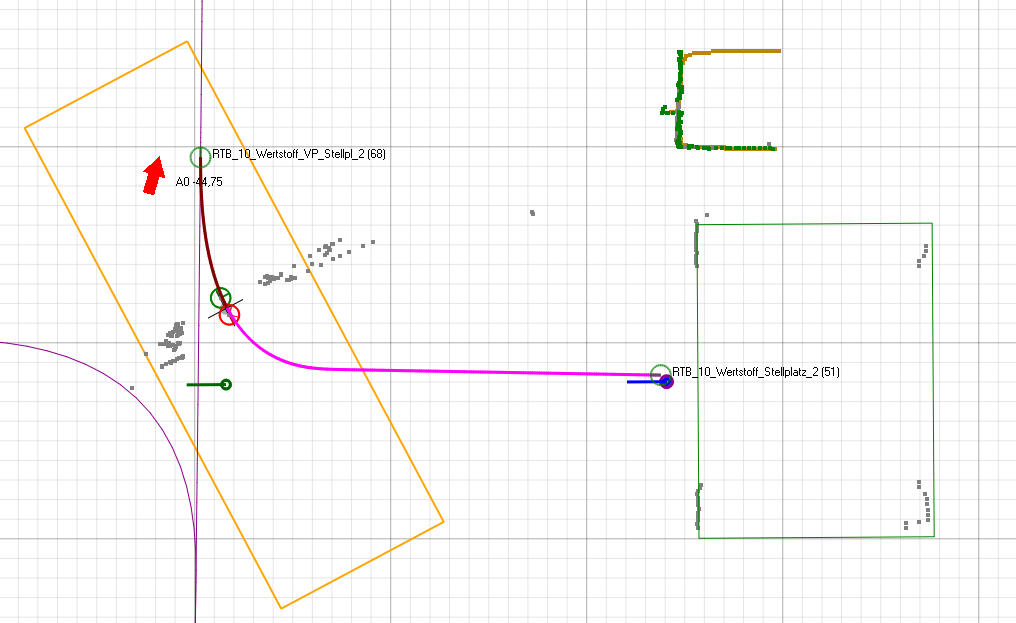 RTB_10_Wertstoff_VP_Stellpl_2 (68)
A0 -44,75
RTB_10_Wertstoff_Stellplatz_2 (51)